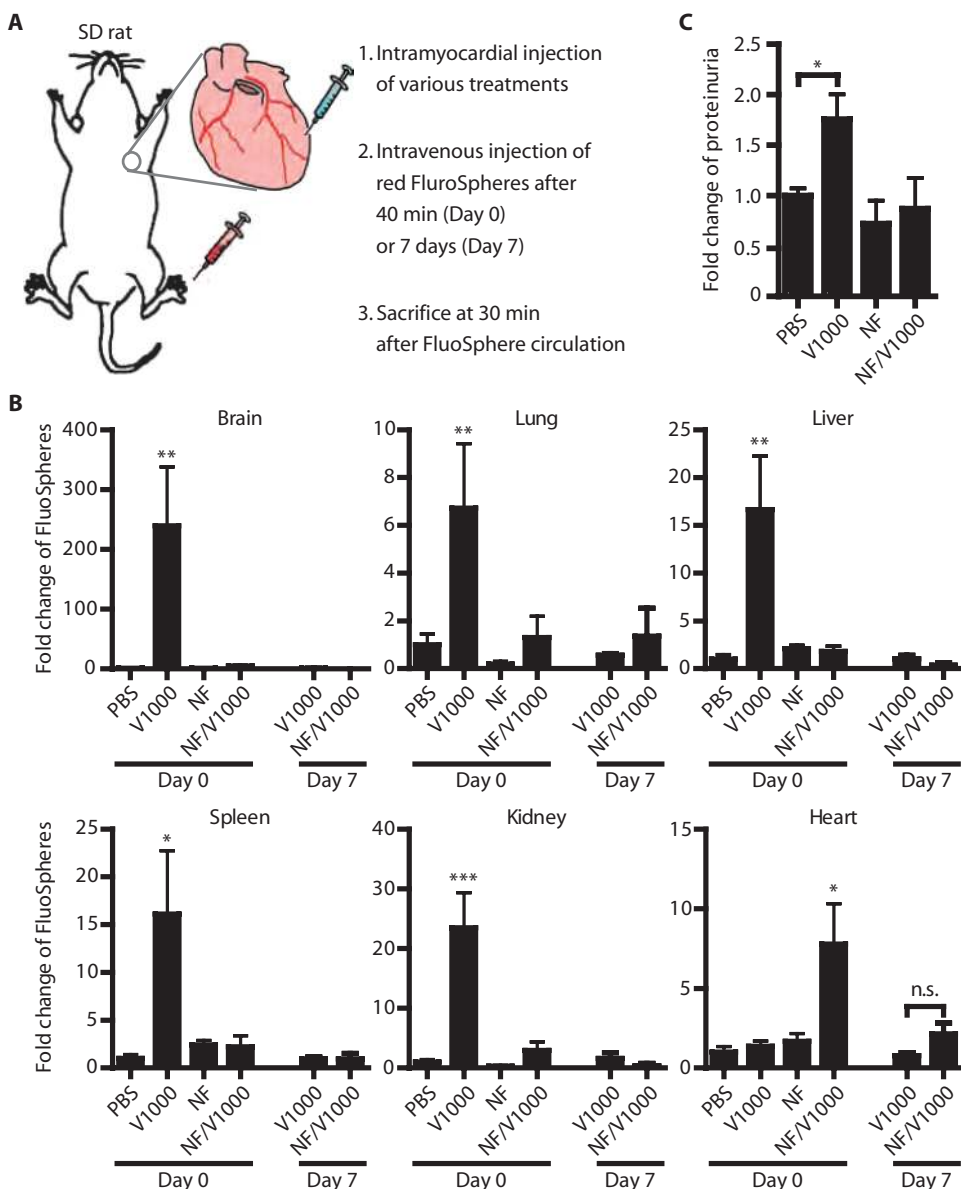 A
SD rat
1. Intramyocardial injection
of various treatments
2. Intravenous injection of
red FluroSpheres after
40 min (Day 0)
or 7 days (Day 7)
3. Sacrifice at 30 min
after FluoSphere circulation
C
Fold change of proteinuria
2.5
2.0
1.5
1.0
0.5
0
*
PBS
V1000
NF
NF/V1000
B
Brain
Fold change of FluoSpheres
400
300
200
100
0
**
PBS
V1000
NF
NF/V1000
V1000
NF/V1000
Day 0
Day 7
Lung
10
8
6
4
2
0
**
PBS
V1000
NF
NF/V1000
V1000
NF/V1000
Day 0
Day 7
Liver
25
20
15
10
5
0
**
PBS
V1000
NF
NF/V1000
V1000
NF/V1000
Day 0
Day 7
Spleen
Fold change of FluoSpheres
25
20
15
10
5
0
*
PBS
V1000
NF
NF/V1000
V1000
NF/V1000
Day 0
Day 7
Kidney
40
30
20
10
0
***
PBS
V1000
NF
NF/V1000
V1000
NF/V1000
Day 0
Day 7
Heart
15
10
5
0
*
n.s.
PBS
V1000
NF
NF/V1000
V1000
NF/V1000
Day 0
Day 7